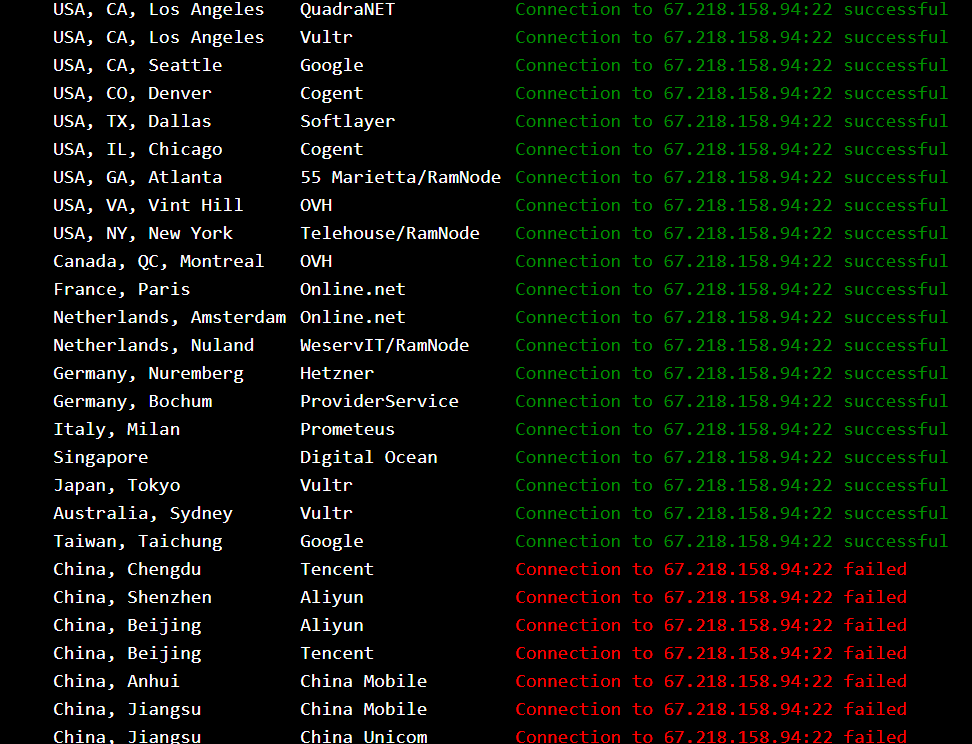 USA, CA, Los Angeles QuadraNET Connection to 67.218.158.94:22 successful
USA, CA, Los Angeles Vultr Connection to 67.218.158.94:22 successful
USA, CA, Seattle Google Connection to 67.218.158.94:22 successful
USA, CO, Denver Cogent Connection to 67.218.158.94:22 successful
USA, TX, Dallas Softlayer Connection to 67.218.158.94:22 successful
USA, IL, Chicago Cogent Connection to 67.218.158.94:22 successful
USA, GA, Atlanta 55 Marietta/RamNode Connection to 67.218.158.94:22 successful
USA, VA, Vint Hill OVH Connection to 67.218.158.94:22 successful
USA, NY, New York Telehouse/RamNode Connection to 67.218.158.94:22 successful
Canada, QC, Montreal OVH Connection to 67.218.158.94:22 successful
France, Paris Online.net Connection to 67.218.158.94:22 successful
Netherlands, Amsterdam Online.net Connection to 67.218.158.94:22 successful
Netherlands, Nuland WeservIT/RamNode Connection to 67.218.158.94:22 successful
Germany, Nuremberg Hetzner Connection to 67.218.158.94:22 successful
Germany, Bochum ProviderService Connection to 67.218.158.94:22 successful
Italy, Milan Prometeus Connection to 67.218.158.94:22 successful
Singapore Digital Ocean Connection to 67.218.158.94:22 successful
Japan, Tokyo Vultr Connection to 67.218.158.94:22 successful
Australia, Sydney Vultr Connection to 67.218.158.94:22 successful
Taiwan, Taichung Google Connection to 67.218.158.94:22 successful
China, Chengdu Tencent Connection to 67.218.158.94:22 failed
China, Shenzhen Aliyun Connection to 67.218.158.94:22 failed
China, Beijing Aliyun Connection to 67.218.158.94:22 failed
China, Beijing Tencent Connection to 67.218.158.94:22 failed
China, Anhui China Mobile Connection to 67.218.158.94:22 failed
China, Jiangsu China Mobile Connection to 67.218.158.94:22 failed
China, Jiangsu China Unicom Connection to 67.218.158.94:22 failed